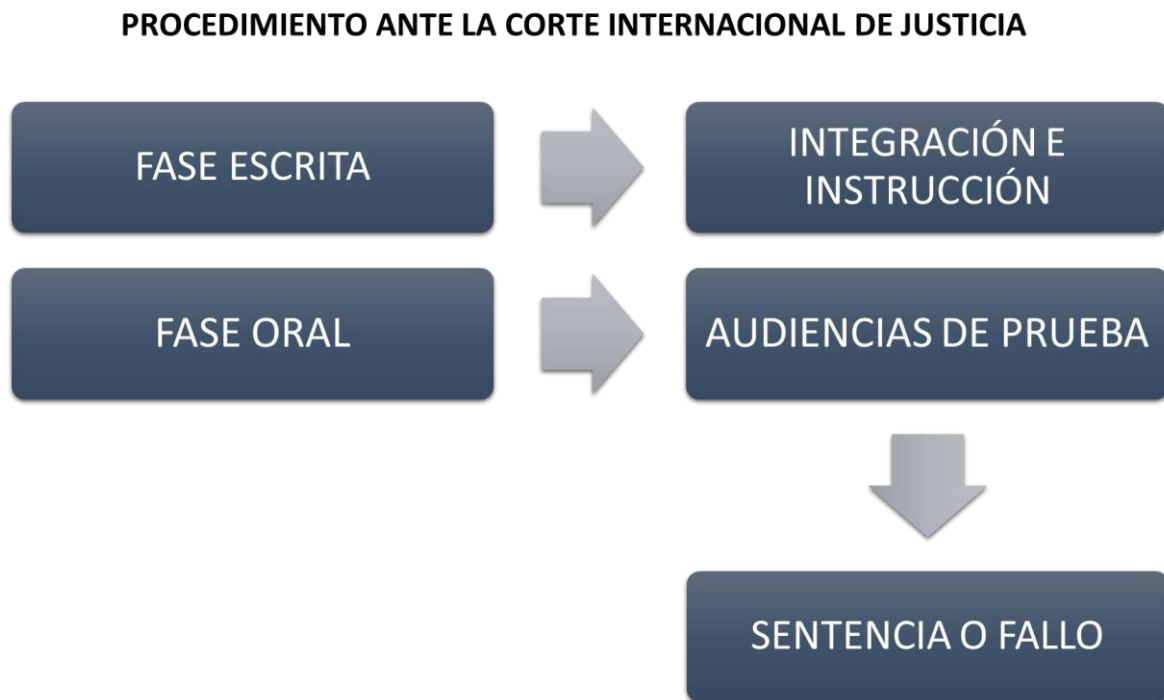 PROCEDIMIENTO ANTE LA CORTE INTERNACIONAL DE JUSTICIA
FASE ESCRITA
INTEGRACIÓN E
INSTRUCCIÓN
FASE ORAL
AUDIENCIAS DE PRUEBA
SENTENCIA O FALLO